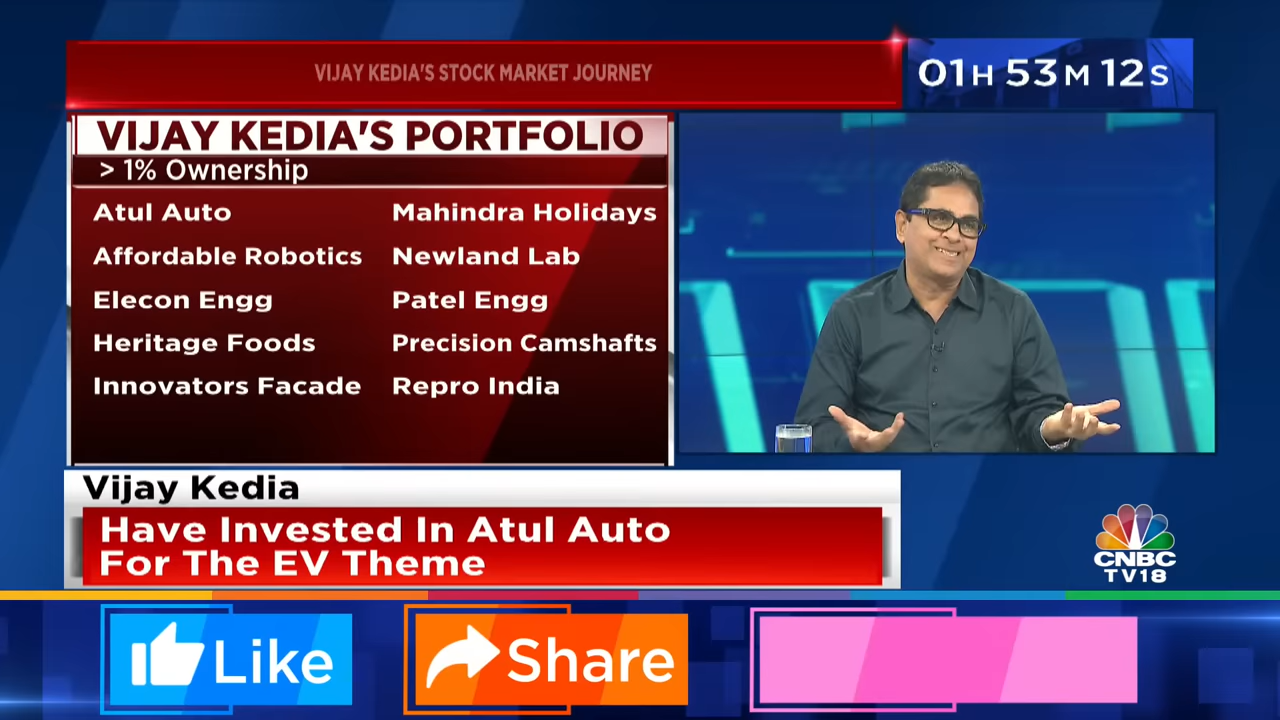 VIJAY KEDIA'S STOCK MARKET JOURNEY
01H 53M 12S
VIJAY KEDIA'S PORTFOLIO
> 1% Ownership
Atul Auto
Mahindra Holidays
Affordable Robotics
Newland Lab
Elecon Engg
Patel Engg
Heritage Foods
Precision Camshafts
Innovators Facade
Repro India
Vijay Kedia
Have Invested In Atul Auto
For The EV Theme
CNBC
TV18
Like
Share